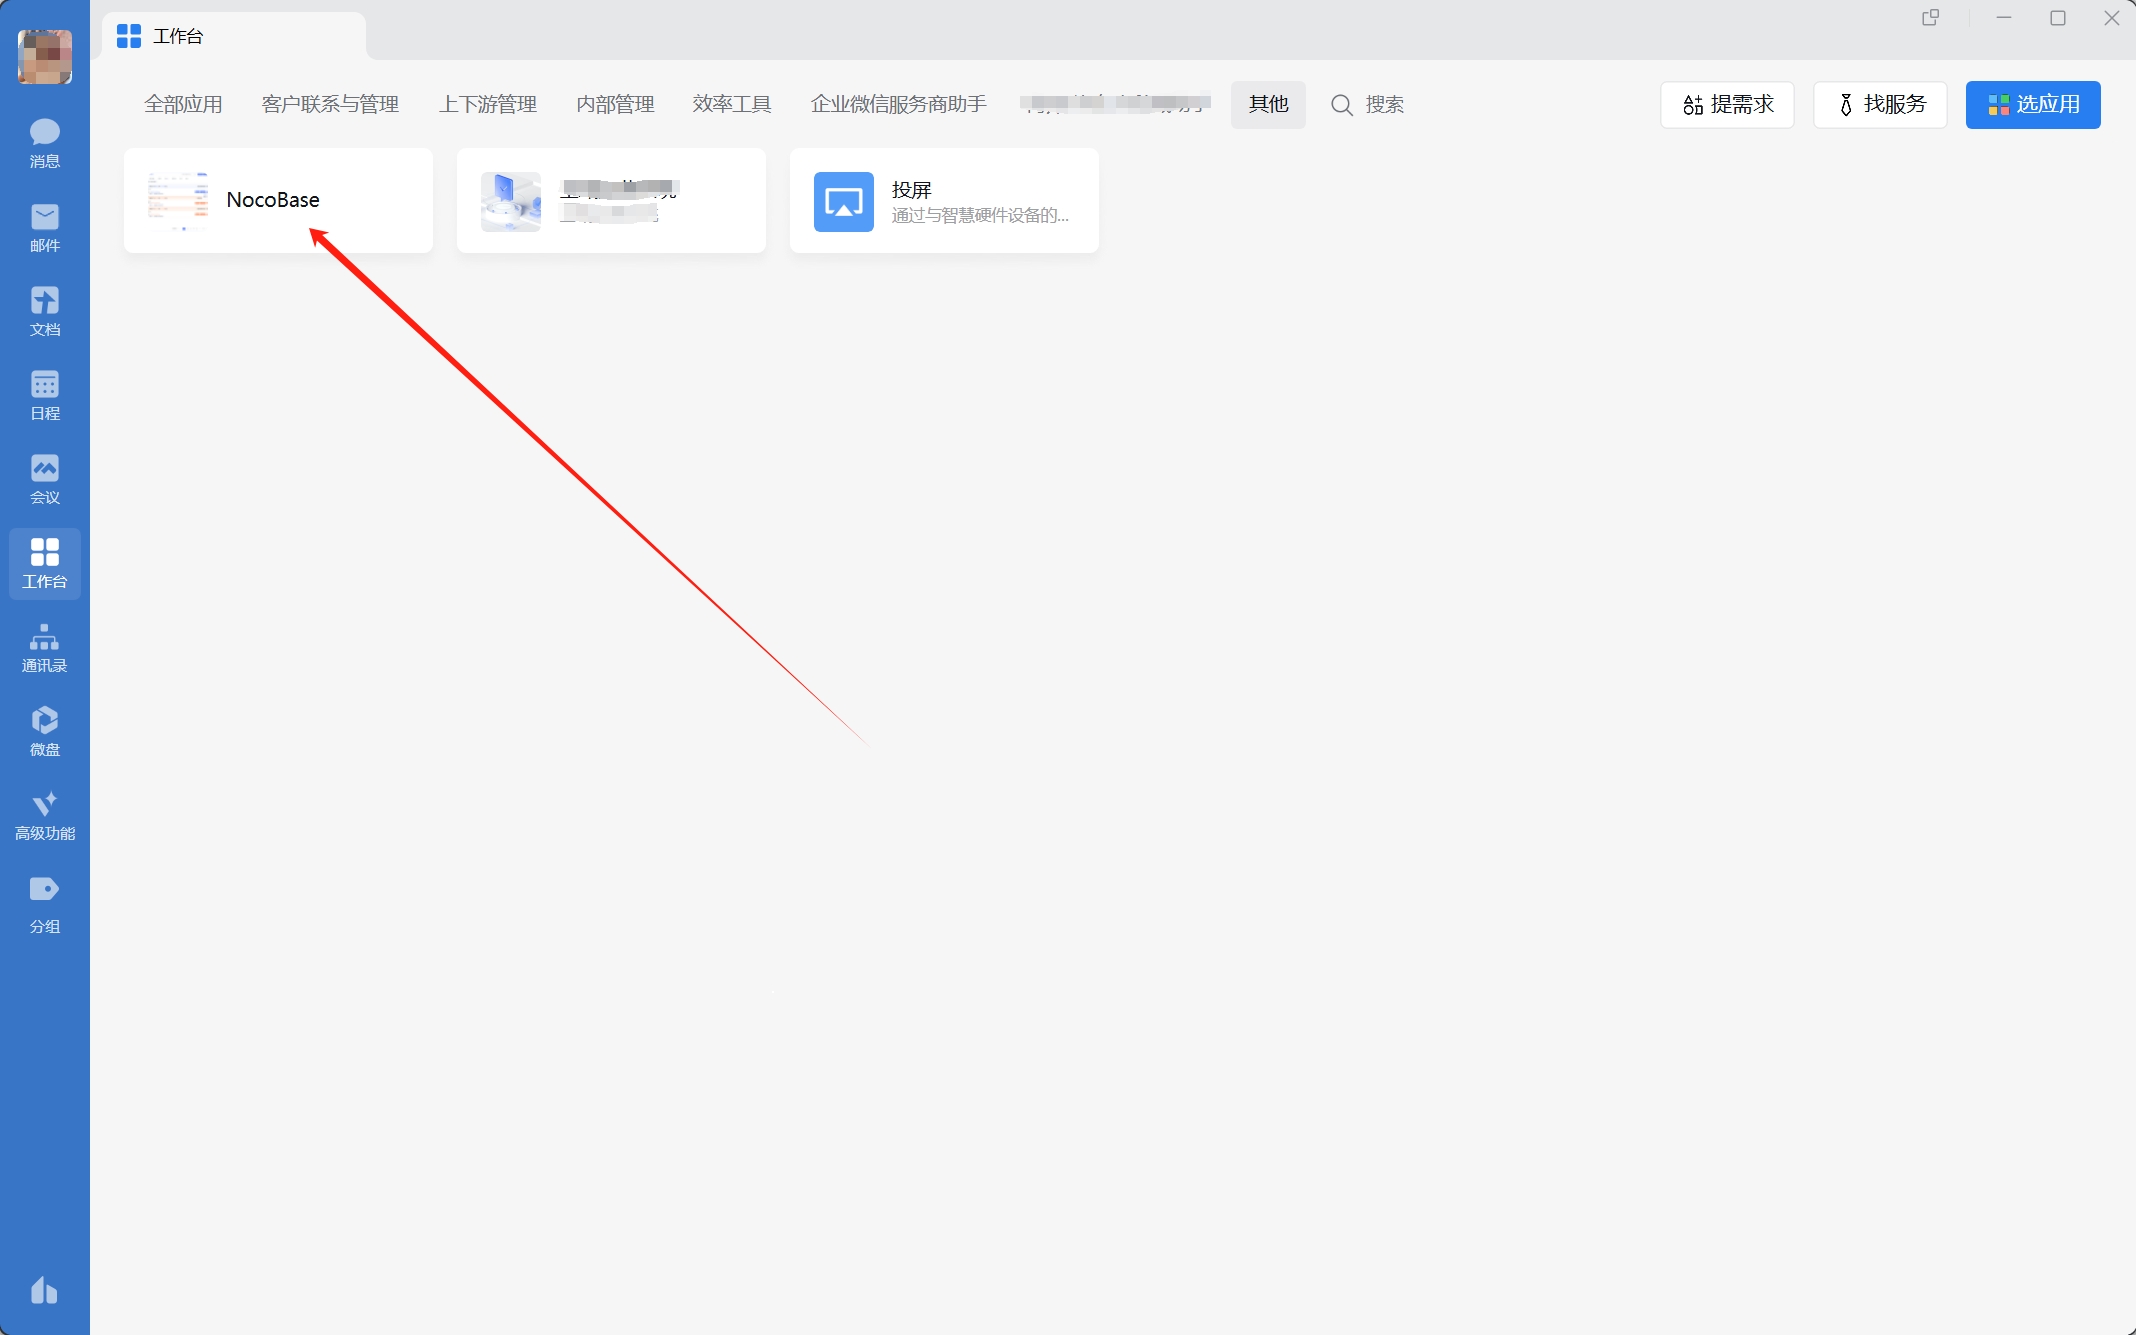 工作台
全部应用
客户联系与管理
上下游管理
内部管理
效率工具
企业微信服务商助手
其他
搜索
提需求
找服务
选应用
NocoBase
投屏
通过与智慧硬件设备的...
消息
邮件
文档
日程
会议
工作台
通讯录
微盘
高级功能
分组